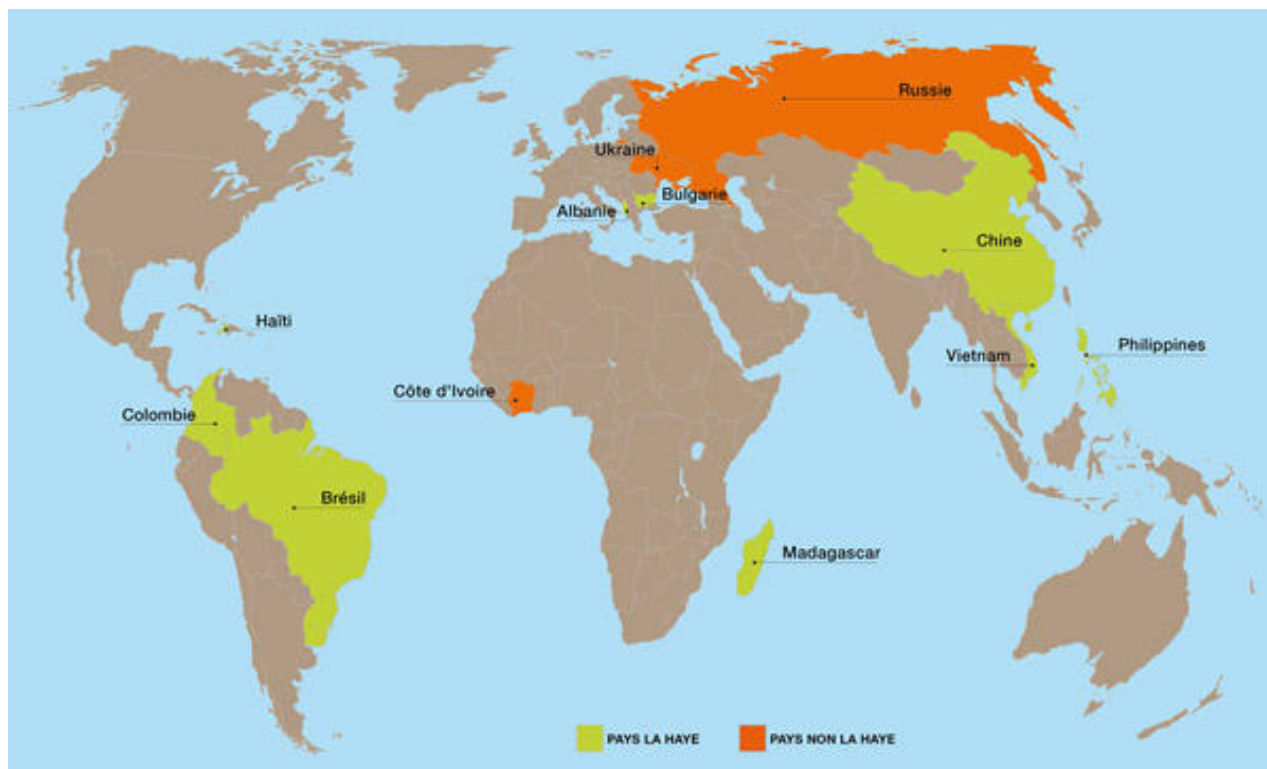 Russie
Ukraine
Bulgarie
Albanie
Chine
Haïti
Philippines
Vietnam
Côte d'Ivoire
Colombie
Brésil
Madagascar
PAYS LA HAYE
PAYS NON LA HAYE